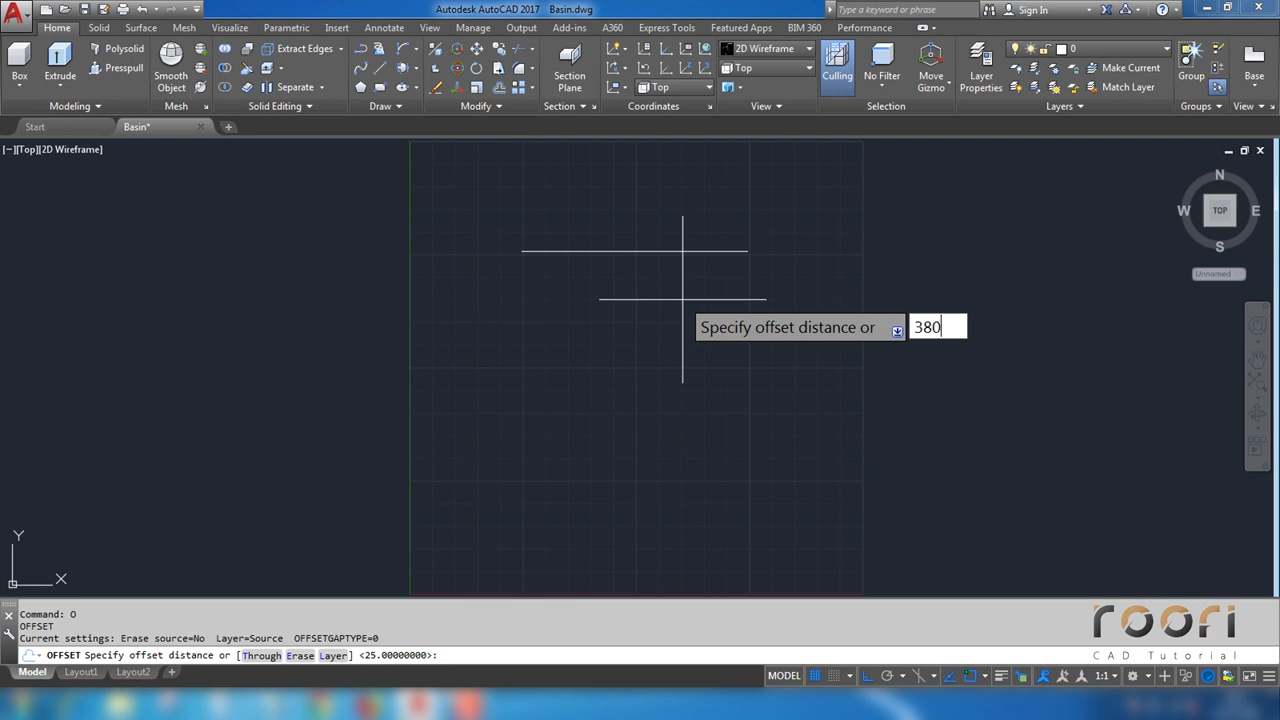 Autodesk AutoCAD 2017 Basin.dwg
Type a keyword or phrase
Sign In
Home Solid Surface Mesh Visualize Parametric Insert Annotate View Manage Output Add-ins A360 Express Tools Featured Apps BIM 360 Performance
Box
Extrude
Polysolid
Presspull
Smooth
Object
Extract Edges
Separate
Section
Plane
2D Wireframe
Top
Top
Culling
No Filter
Move
Gizmo
Layer
Properties
0
Make Current
Match Layer
Group
Base
Modeling
Mesh
Solid Editing
Draw
Modify
Section
Coordinates
View
Selection
Layers
Groups
View
Start
Basin*
[−][Top][2D Wireframe]
N
W
TOP
E
S
Unnamed
Specify offset distance or
380
Y
X
Command: O
OFFSET
Current settings: Erase source=No Layer=Source OFFSETGAPTYPE=0
OFFSET Specify offset distance or [Through Erase Layer] <25.00000000>:
roori
CAD Tutorial
Model Layout1 Layout2
MODEL
1:1